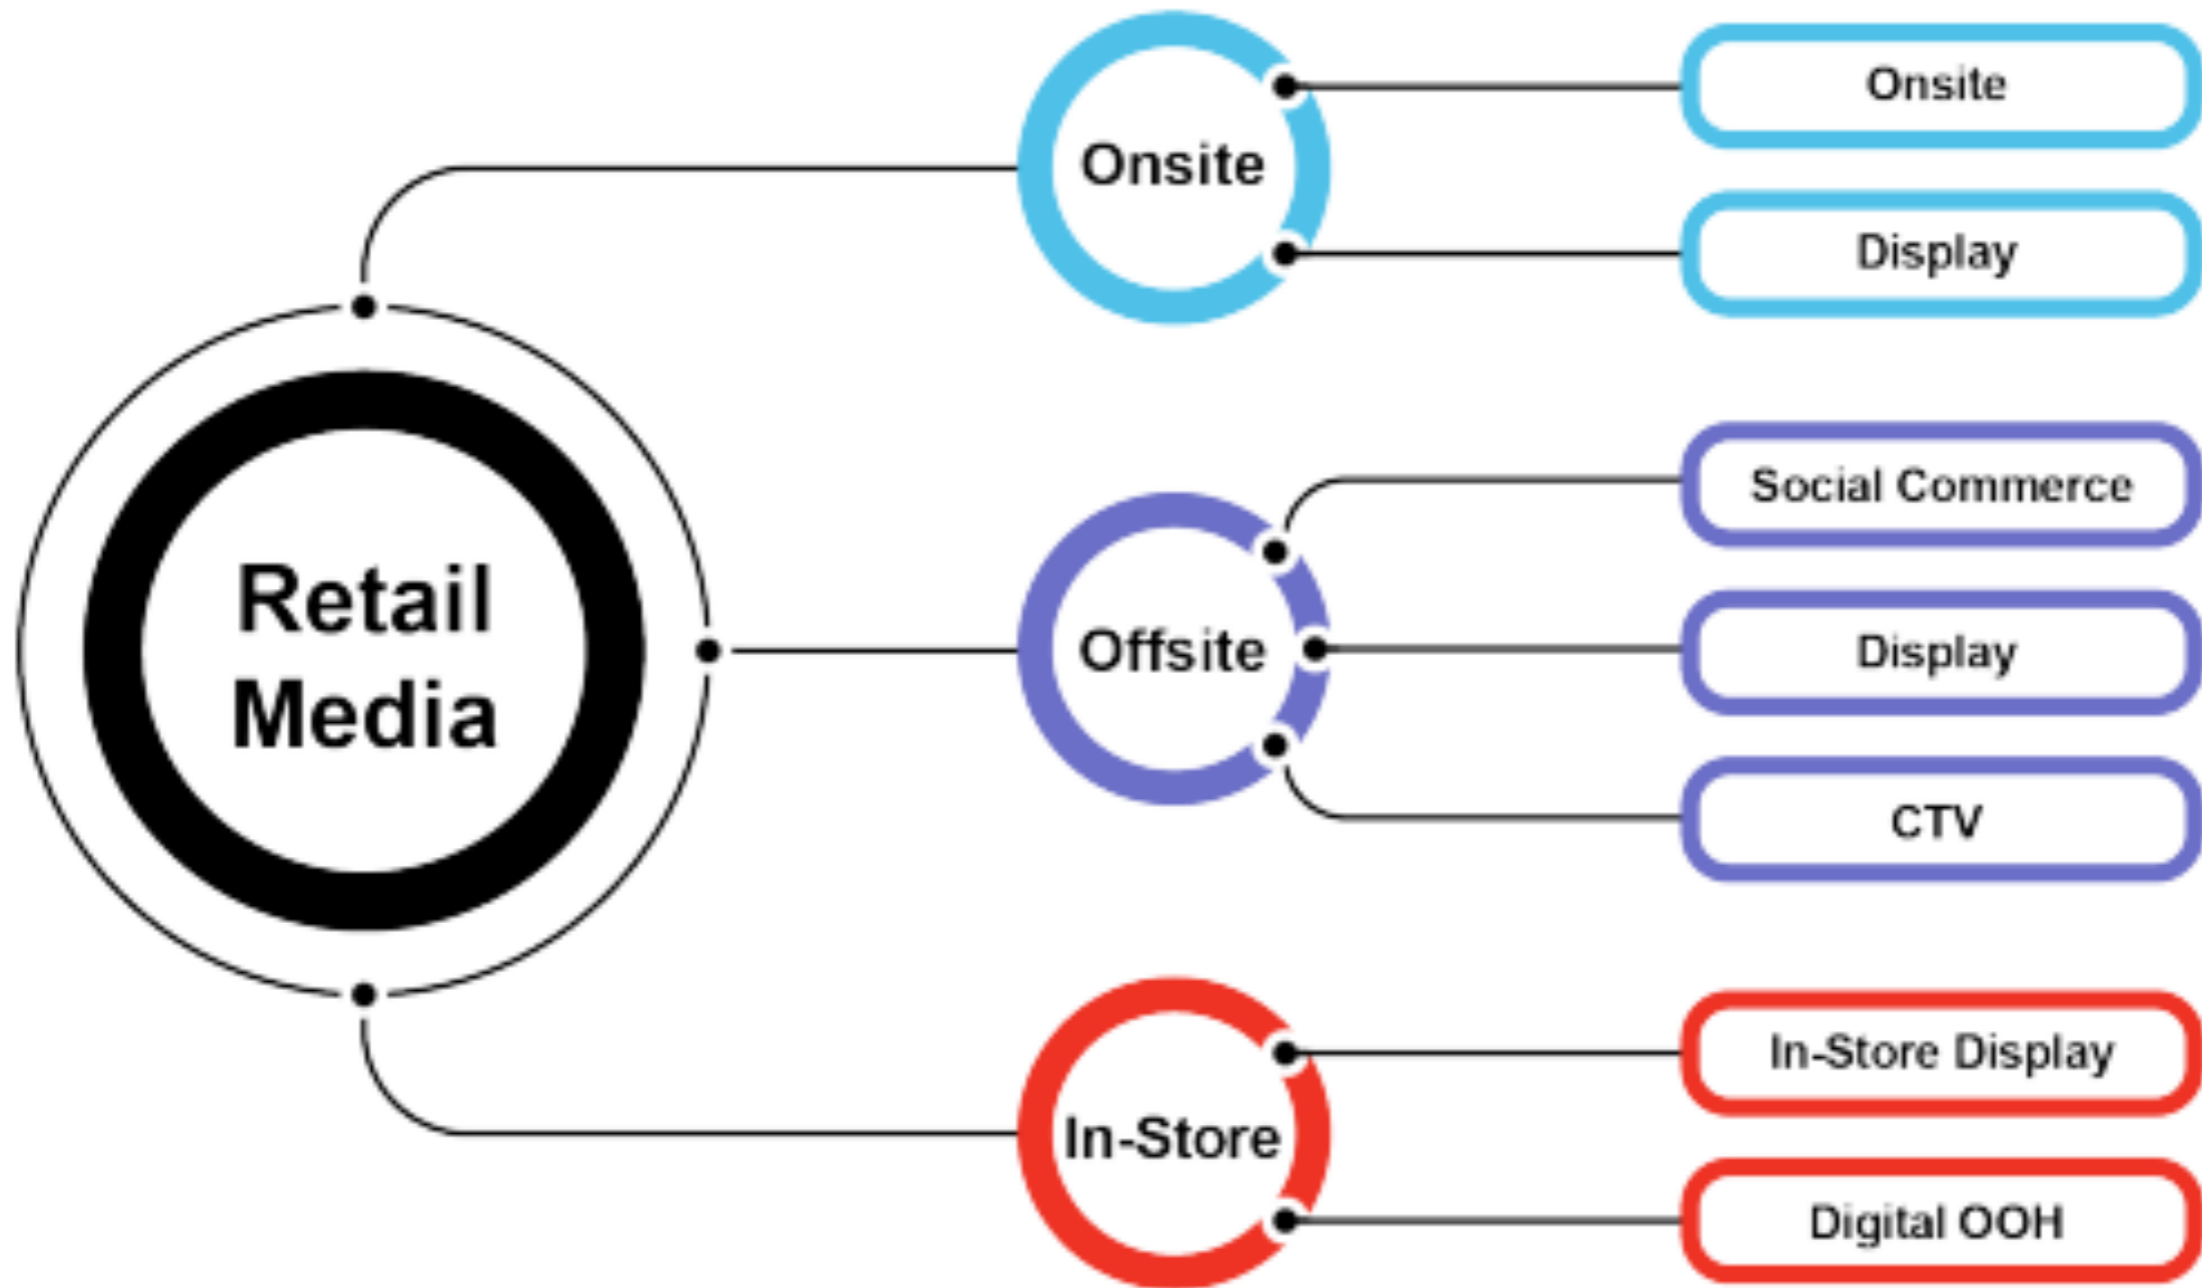 Retail
Media
Onsite
Onsite
Display
Offsite
Social Commerce
Display
CTV
In-Store
In-Store Display
Digital OOH